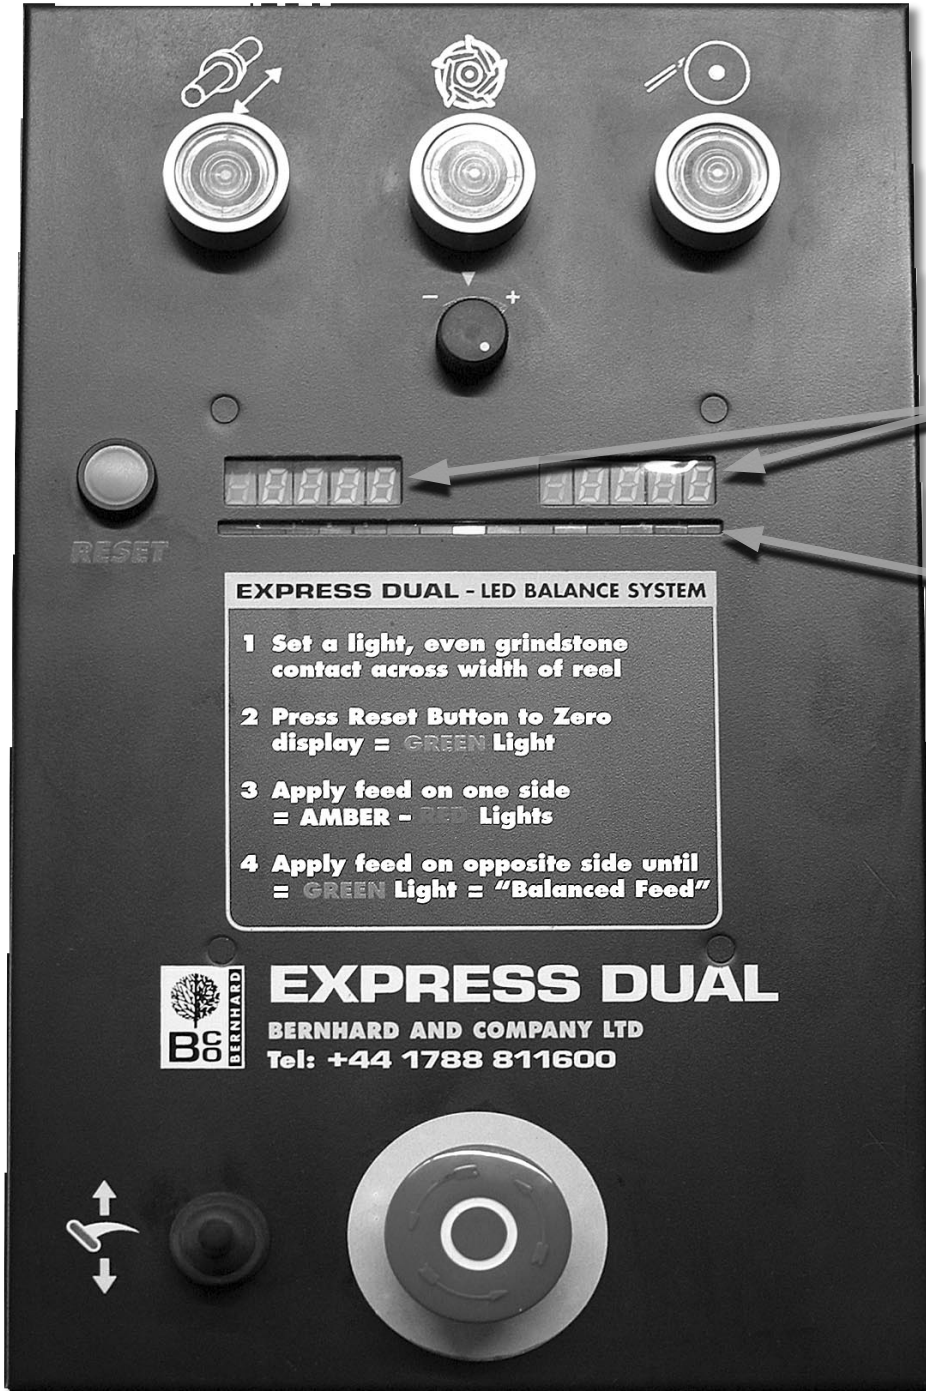 − +
RESET
EXPRESS DUAL - LED BALANCE SYSTEM
1 Set a light, even grindstone
contact across width of reel
2 Press Reset Button to Zero
display = GREEN Light
3 Apply feed on one side
= AMBER - RED Lights
4 Apply feed on opposite side until
= GREEN Light = “Balanced Feed”
EXPRESS DUAL
BERNHARD AND COMPANY LTD
Tel: +44 1788 811600
B CO
BERNHARD